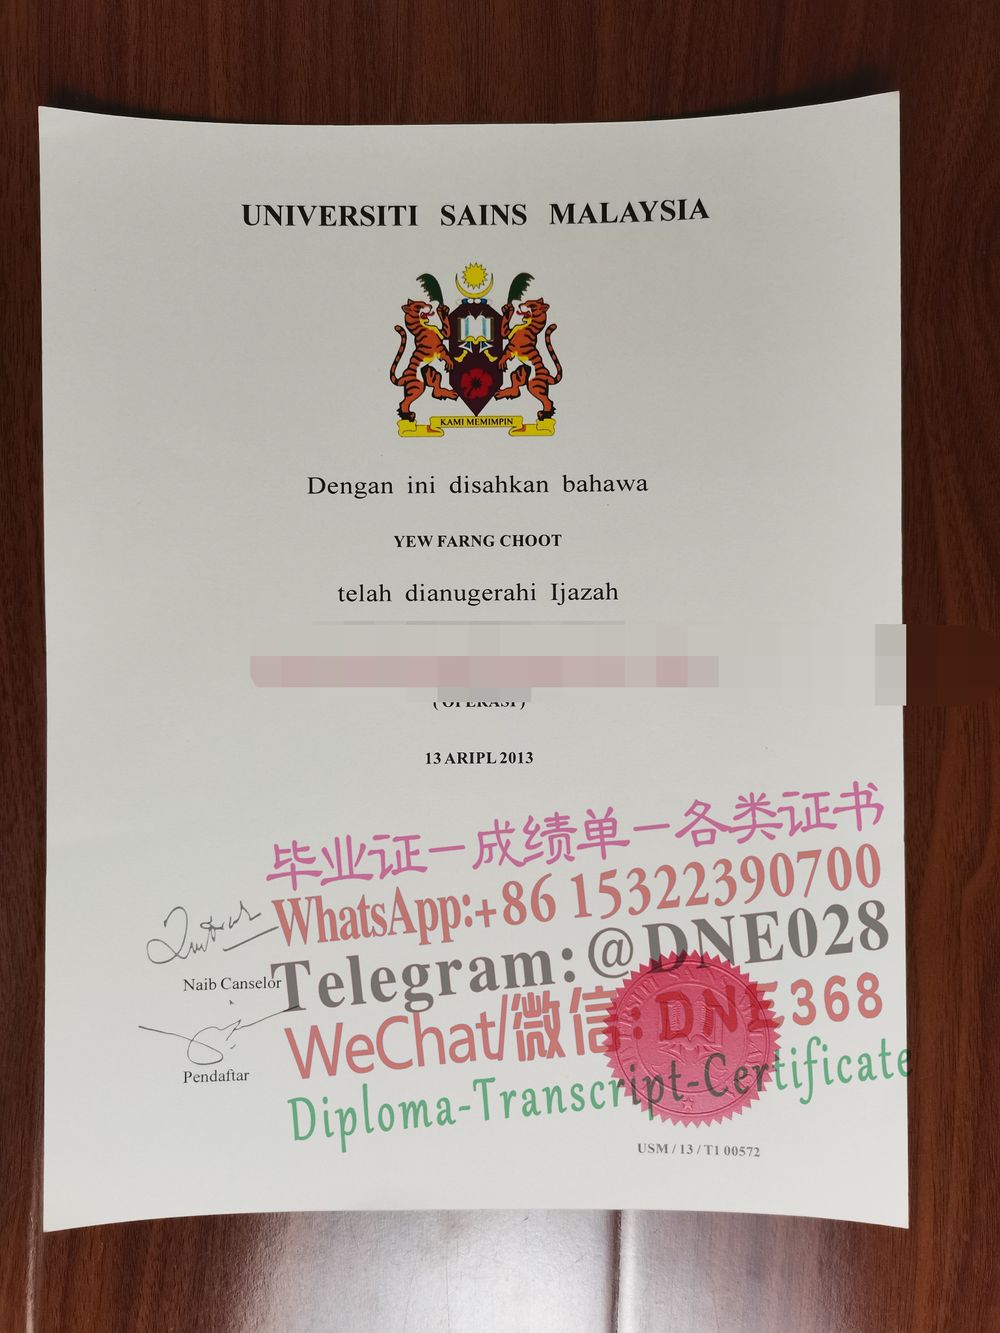 UNIVERSITI SAINS MALAYSIA
KAMI MEMIMPIN
Dengan ini disahkan bahawa
YEW FARNG CHOOT
telah dianugerahi Ijazah
( OPERASI )
13 ARIPL 2013
毕业证－成绩单－各类证书
WhatsApp:+86 15322390700
Telegram:@DNE028
Naib Canselor
WeChat/微信:DNE368
Pendaftar
Diploma-Transcript-Certificate
USM / 13 / T1 00572